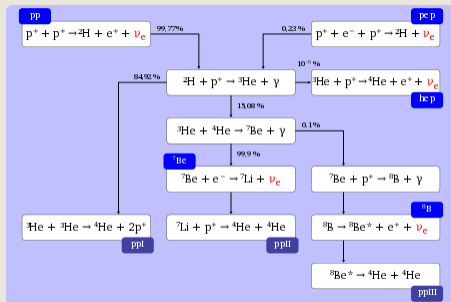 pp
pep
p⁺ + p⁺ → ²H + e⁺ + νₑ
99,77%
0,23 %
p⁺ + e⁻ + p⁺ → ²H + νₑ
84,92 %
²H + p⁺ → ³He + γ
10⁻⁵ %
³He + p⁺ → ⁴He + e⁺ + νₑ
hep
15,08 %
³He + ⁴He → ⁷Be + γ
0,1 %
99,9 %
⁷Be
⁷Be + e⁻ → ⁷Li + νₑ
⁷Be + p⁺ → ⁸B + γ
⁸B
³He + ³He → ⁴He + 2p⁺
⁷Li + p⁺ → ⁴He + ⁴He
⁸B → ⁸Be* + e⁺ + νₑ
ppI
ppII
⁸Be* → ⁴He + ⁴He
ppIII